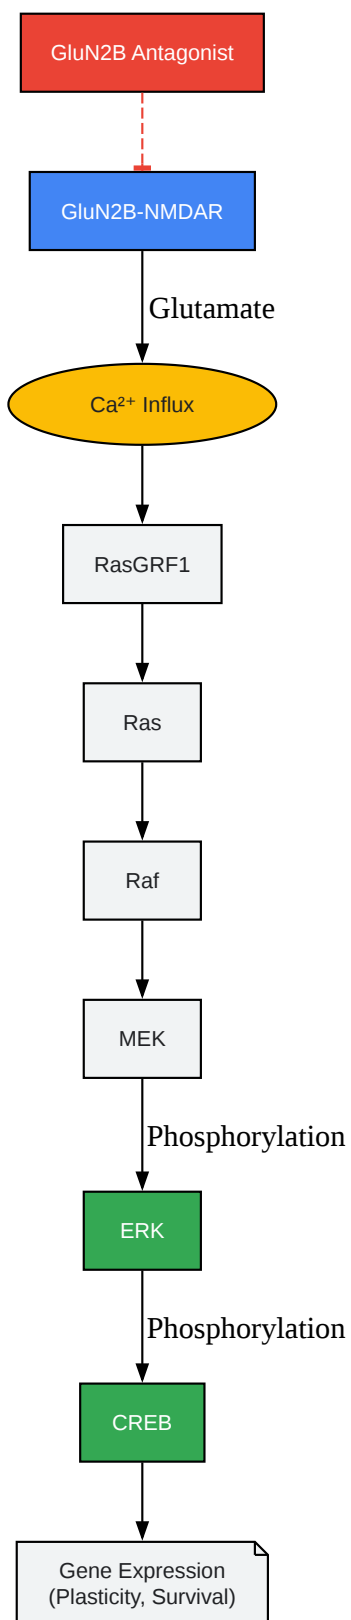 GluN2B Antagonist
GluN2B-NMDAR
Glutamate
Ca²⁺ Influx
RasGRF1
Ras
Raf
MEK
Phosphorylation
ERK
Phosphorylation
CREB
Gene Expression
(Plasticity, Survival)